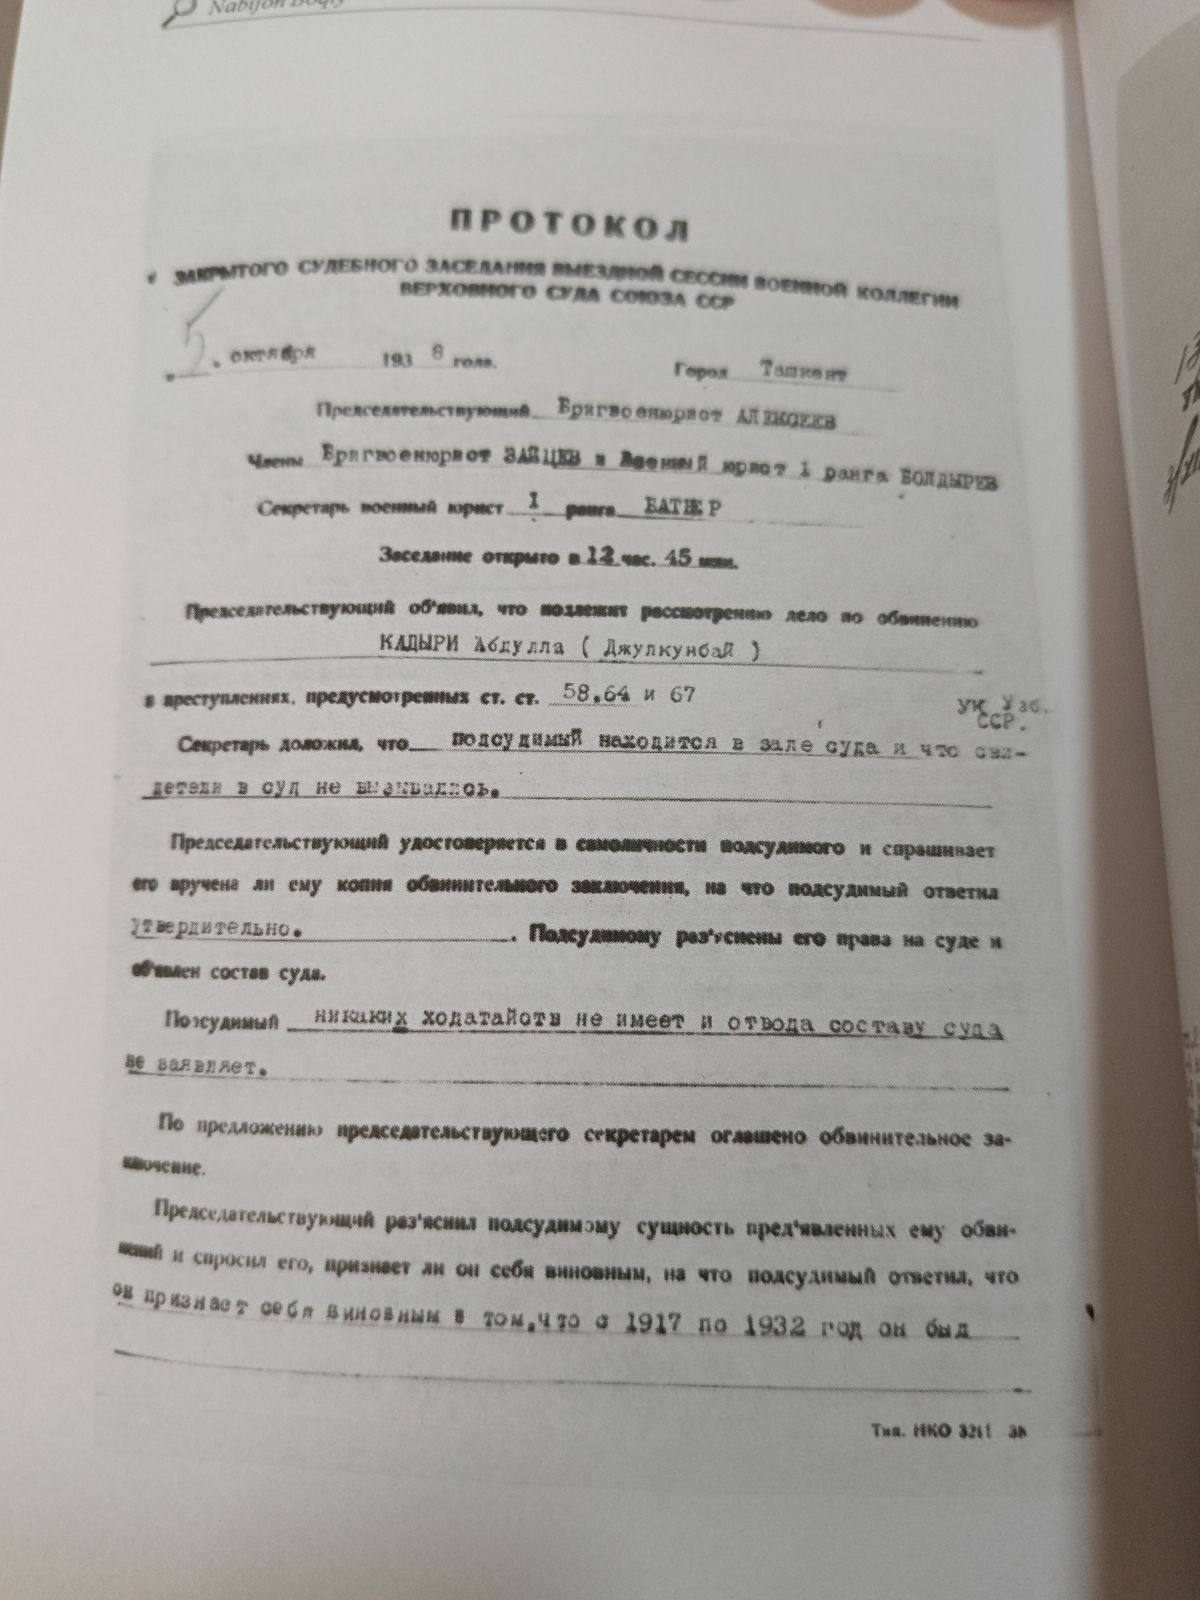 Nabijon Boqiy
ПРОТОКОЛ
ЗАКРЫТОГО СУДЕБНОГО ЗАСЕДАНИЯ ВЫЕЗДНОЙ СЕССИИ ВОЕННОЙ КОЛЛЕГИИ
ВЕРХОВНОГО СУДА СОЮЗА ССР
5. октября 1938 года. Город Ташкент
Председательствующий Бригвоенюрист АЛЕКСЕЕВ
Члены Бригвоенюрист ЗАЙЦЕВ и Военный юрист 1 ранга БОЛДЫРЕВ
Секретарь военный юрист 1 ранга БАТНЕР
Заседание открыто в 12 час. 45 мин.
Председательствующий об'явил, что подлежит рассмотрению дело по обвинению
КАДЫРИ Абдулла ( Джулкунбай )
в преступлениях, предусмотренных ст. ст. 58,64 и 67 УК Узб.
ССР.
Секретарь доложил, что подсудимый находится в зале суда и что сви-
детели в суд не вызывались.
Председательствующий удостоверяется в самоличности подсудимого и спрашивает
его вручена ли ему копия обвинительного заключения, на что подсудимый ответил
утвердительно. . Подсудимому раз'яснены его права на суде и
об'явлен состав суда.
Подсудимый никаких ходатайств не имеет и отвода составу суда
не заявляет.
По предложению председательствующего секретарем оглашено обвинительное за-
ключение.
Председательствующий раз'яснил подсудимому сущность пред'явленных ему обви-
нений и спросил его, признает ли он себя виновным, на что подсудимый ответил, что
он признает себя виновным в том,что с 1917 по 1932 год он был
Тип. НКО